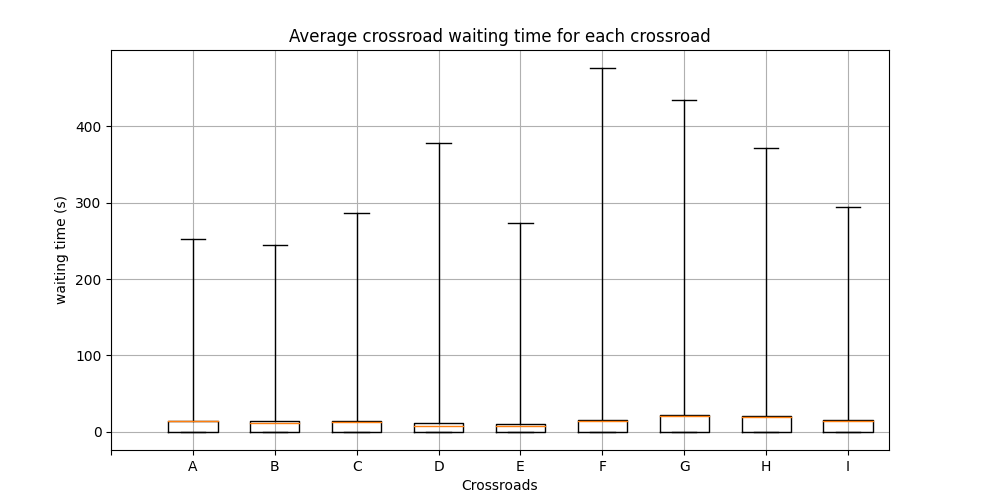 Average crossroad waiting time for each crossroad
waiting time (s)
400
300
200
100
0
A B C D E F G H I
Crossroads